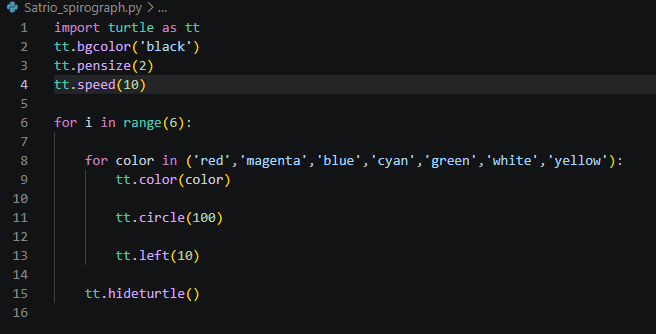 Satrio_spirograph.py > ...
1 import turtle as tt
2 tt.bgcolor('black')
3 tt.pensize(2)
4 tt.speed(10)
5
6 for i in range(6):
7
8     for color in ('red','magenta','blue','cyan','green','white','yellow'):
9         tt.color(color)
10
11         tt.circle(100)
12
13         tt.left(10)
14
15     tt.hideturtle()
16